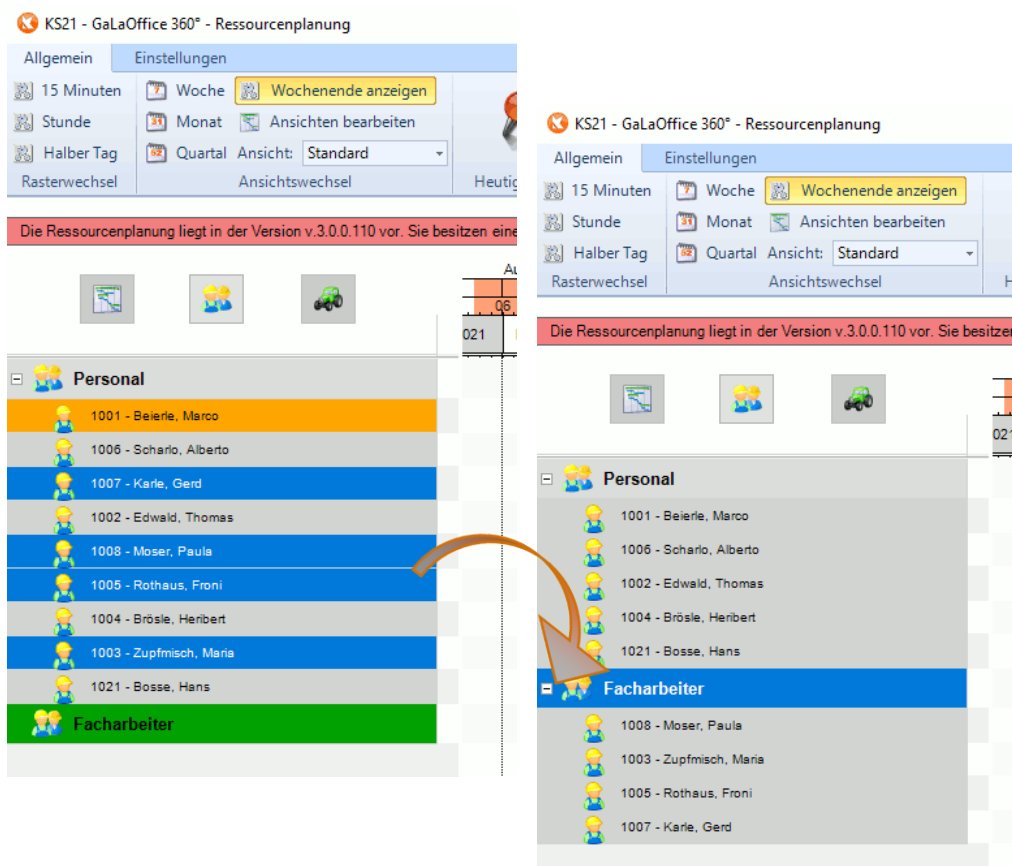 KS21 - GaLaOffice 360° - Ressourcenplanung
Allgemein Einstellungen
15 Minuten Woche Wochenende anzeigen
Stunde Monat Ansichten bearbeiten
Halber Tag Quartal Ansicht: Standard
Rasterwechsel Ansichtswechsel Heutig
Die Ressourcenplanung liegt in der Version v.3.0.0.110 vor. Sie besitzen eine
Au
06
021
Personal
1001 - Beierle, Marco
1006 - Scharlo, Alberto
1007 - Karle, Gerd
1002 - Edwald, Thomas
1008 - Moser, Paula
1005 - Rothaus, Froni
1004 - Brösle, Heribert
1003 - Zupfmisch, Maria
1021 - Bosse, Hans
Facharbeiter
KS21 - GaLaOffice 360° - Ressourcenplanung
Allgemein Einstellungen
15 Minuten Woche Wochenende anzeigen
Stunde Monat Ansichten bearbeiten
Halber Tag Quartal Ansicht: Standard
Rasterwechsel Ansichtswechsel H
Die Ressourcenplanung liegt in der Version v.3.0.0.110 vor. Sie besitzen
021
Personal
1001 - Beierle, Marco
1006 - Scharlo, Alberto
1002 - Edwald, Thomas
1004 - Brösle, Heribert
1021 - Bosse, Hans
Facharbeiter
1008 - Moser, Paula
1003 - Zupfmisch, Maria
1005 - Rothaus, Froni
1007 - Karle, Gerd